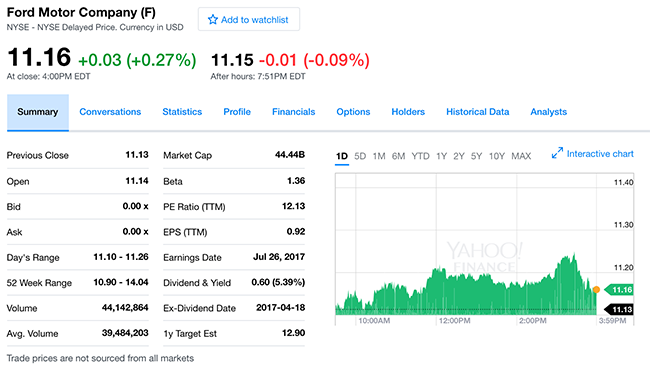 Ford Motor Company (F)
Add to watchlist
NYSE - NYSE Delayed Price. Currency in USD
11.16 +0.03 (+0.27%) 11.15 -0.01 (-0.09%)
At close: 4:00PM EDT After hours: 7:51PM EDT
Summary Conversations Statistics Profile Financials Options Holders Historical Data Analysts
Previous Close 11.13 Market Cap 44.44B
Open 11.14 Beta 1.36
Bid 0.00 x PE Ratio (TTM) 12.13
Ask 0.00 x EPS (TTM) 0.92
Day's Range 11.10 - 11.26 Earnings Date Jul 26, 2017
52 Week Range 10.90 - 14.04 Dividend & Yield 0.60 (5.39%)
Volume 44,142,864 Ex-Dividend Date 2017-04-18
Avg. Volume 39,484,203 1y Target Est 12.90
Trade prices are not sourced from all markets
1D 5D 1M 6M YTD 1Y 2Y 5Y 10Y MAX Interactive chart
11.40
11.30
YAHOO!
FINANCE
11.20
11.16
11.13
10:00AM 12:00PM 2:00PM 3:59PM